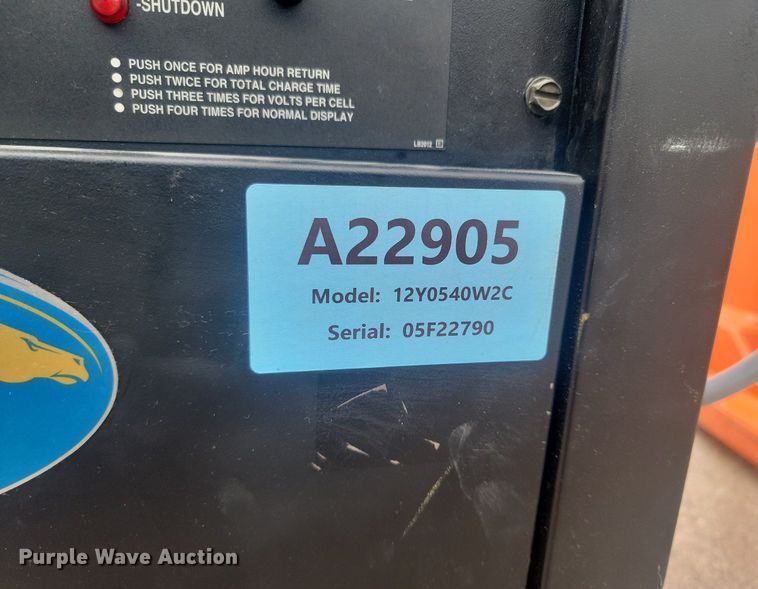 -SHUTDOWN
PUSH ONCE FOR AMP HOUR RETURN
PUSH TWICE FOR TOTAL CHARGE TIME
PUSH THREE TIMES FOR VOLTS PER CELL
PUSH FOUR TIMES FOR NORMAL DISPLAY
LB3012
A22905
Model: 12Y0540W2C
Serial: 05F22790
Purple Wave Auction